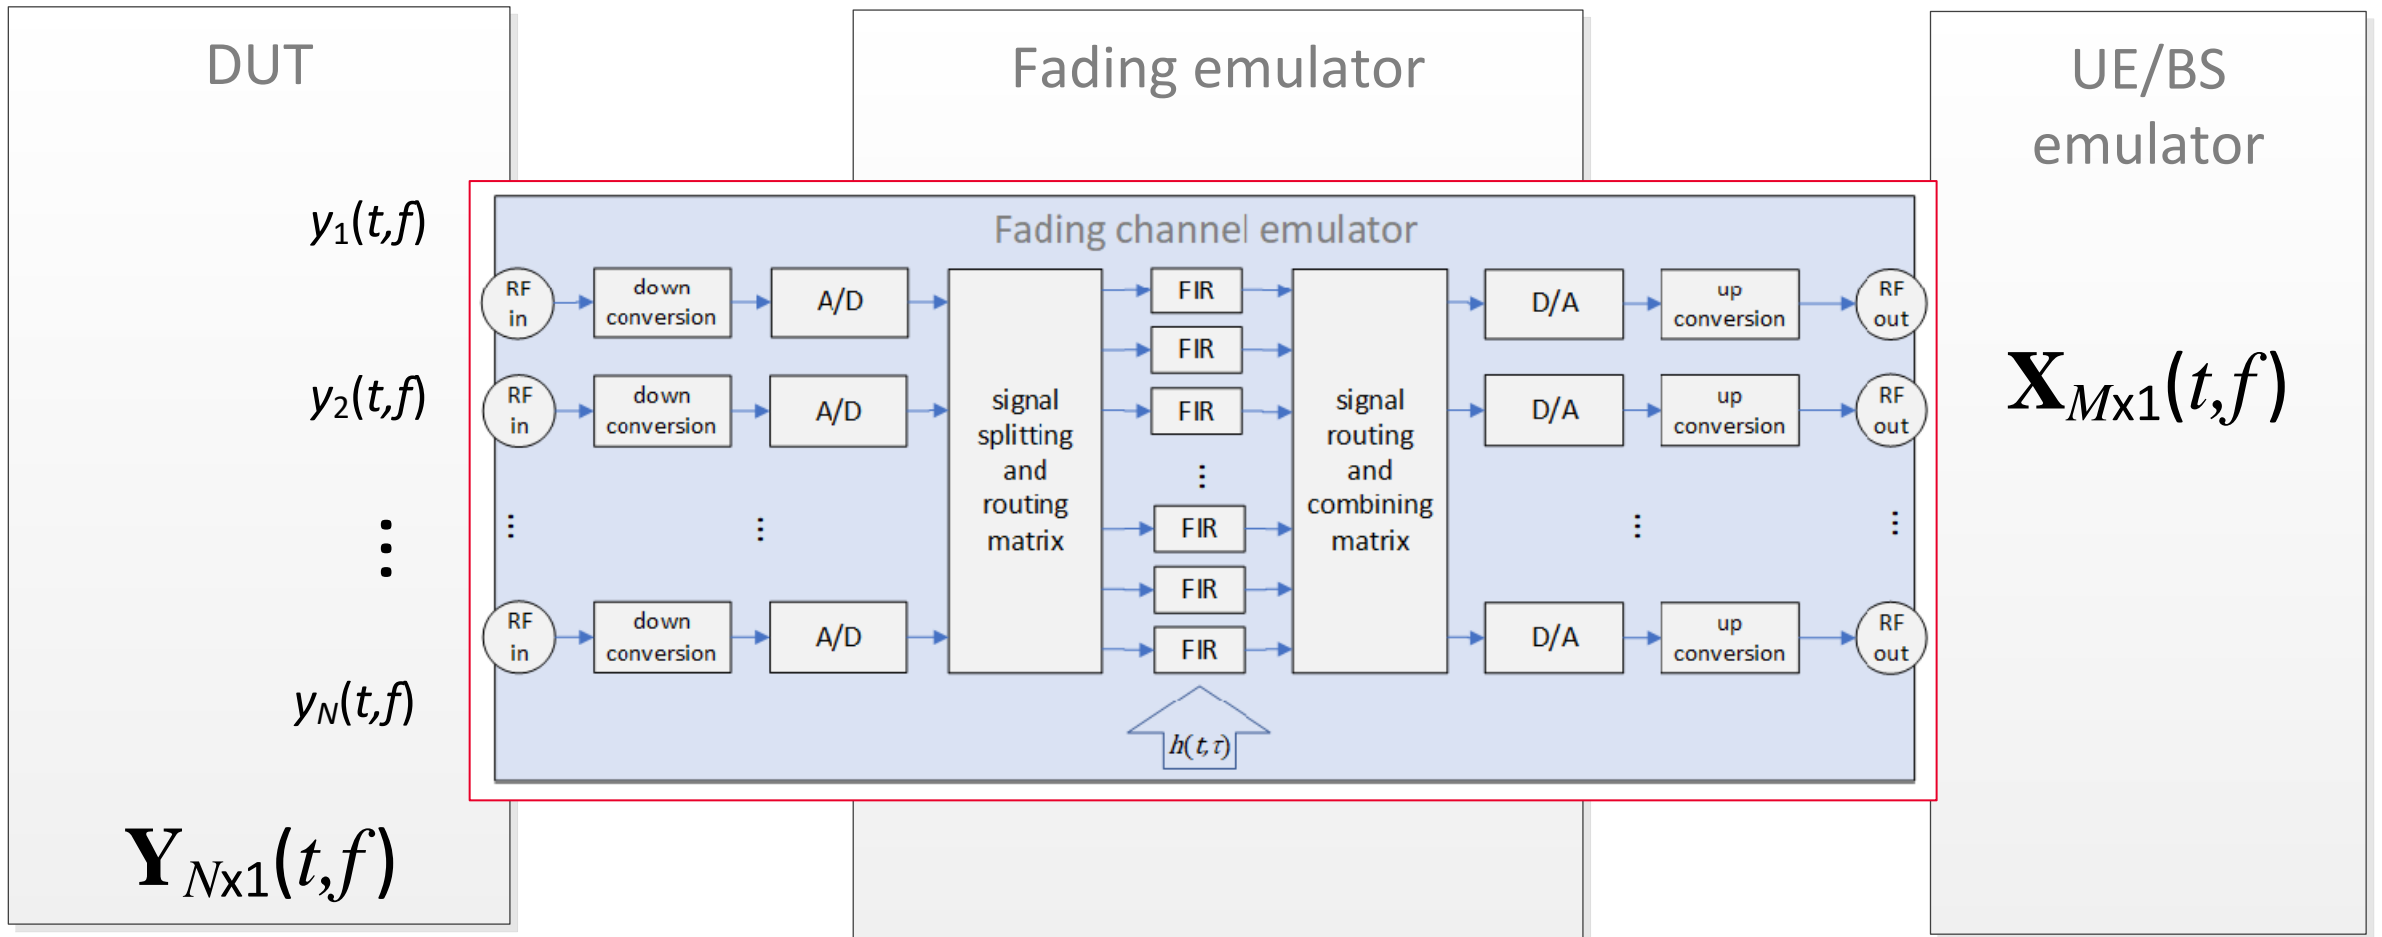 DUT
Fading emulator
UE/BS
emulator
y1(t,f)
y2(t,f)
⋮
yN(t,f)
YNx1(t,f)
Fading channel emulator
RF
in
down
conversion
A/D
RF
in
down
conversion
A/D
⋮
⋮
RF
in
down
conversion
A/D
signal
splitting
and
routing
matrix
FIR
FIR
FIR
⋮
FIR
FIR
FIR
h(t,τ)
signal
routing
and
combining
matrix
D/A
up
conversion
RF
out
D/A
up
conversion
RF
out
⋮
⋮
D/A
up
conversion
RF
out
XMx1(t,f)